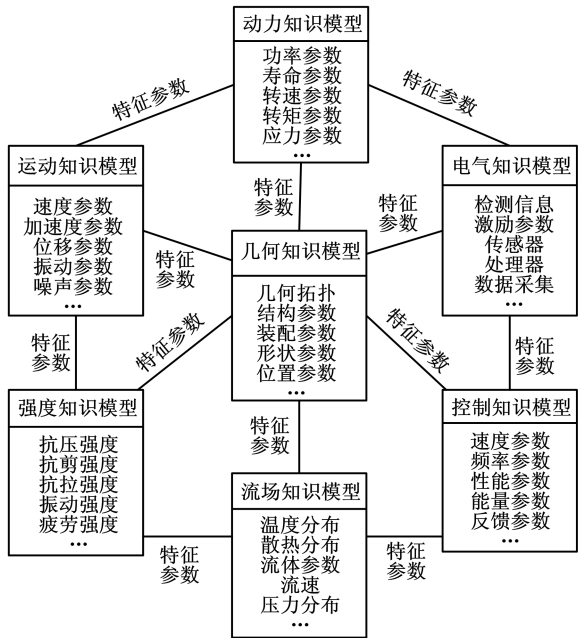 动力知识模型
功率参数
寿命参数
转速参数
转矩参数
应力参数
...
特征参数
特征参数
运动知识模型
速度参数
加速度参数
位移参数
振动参数
噪声参数
...
特征
参数
电气知识模型
检测信息
激励参数
传感器
处理器
数据采集
...
特征
参数
特征
参数
几何知识模型
几何拓扑
结构参数
装配参数
形状参数
位置参数
...
特征
参数
特征参数
特征参数
特征
参数
强度知识模型
抗压强度
抗剪强度
抗拉强度
振动强度
疲劳强度
...
特征
参数
控制知识模型
速度参数
频率参数
性能参数
能量参数
反馈参数
...
流场知识模型
温度分布
散热分布
流体参数
流速
压力分布
...
特征
参数
特征
参数